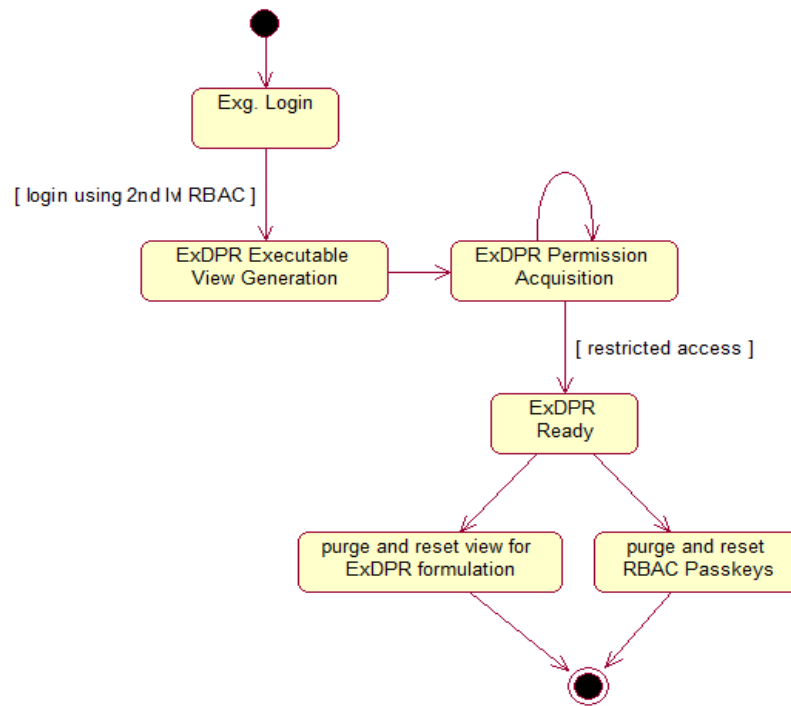 Exg. Login
[ login using 2nd lvl RBAC ]
ExDPR Executable
View Generation
ExDPR Permission
Acquisition
[ restricted access ]
ExDPR
Ready
purge and reset view for
ExDPR formulation
purge and reset
RBAC Passkeys